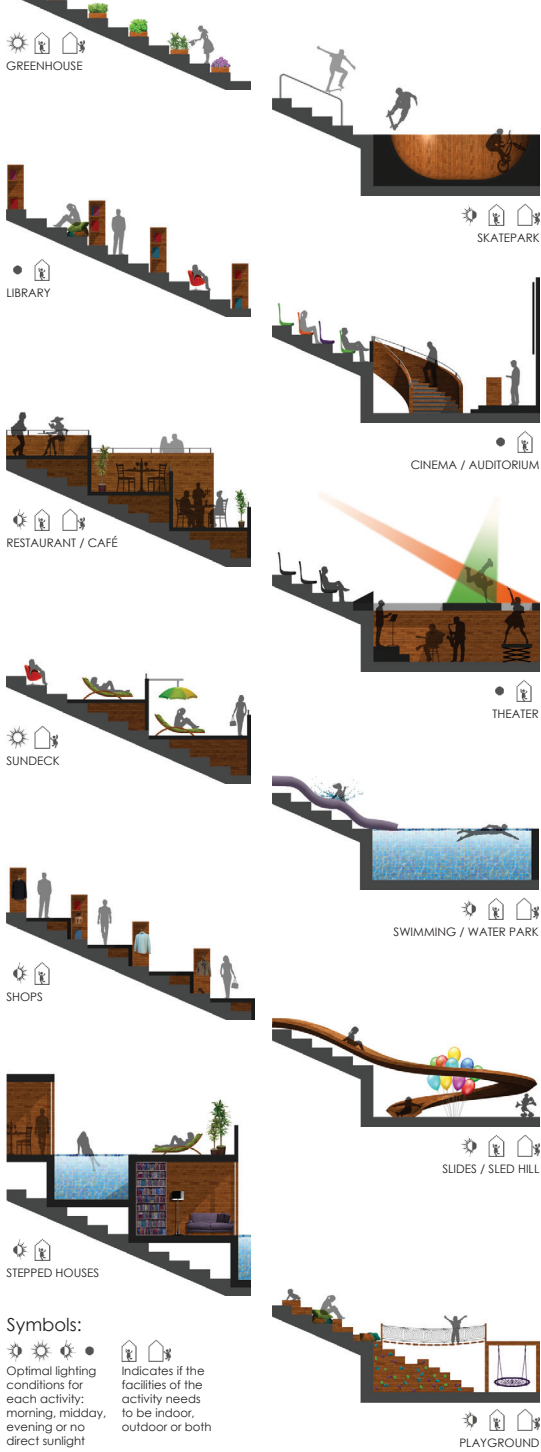 GREENHOUSE
LIBRARY
RESTAURANT / CAFÉ
SUNDECK
SHOPS
STEPPED HOUSES
Symbols:
Optimal lighting
conditions for
each activity:
morning, midday,
evening or no
direct sunlight
Indicates if the
facilities of the
activity needs
to be indoor,
outdoor or both
SKATEPARK
CINEMA / AUDITORIUM
THEATER
SWIMMING / WATER PARK
SLIDES / SLED HILL
PLAYGROUND